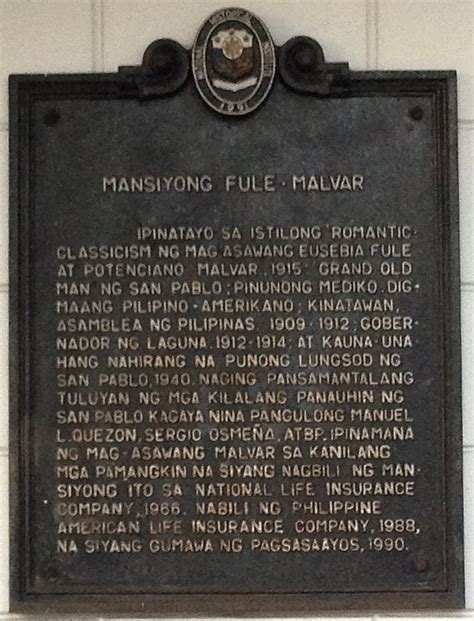 1991
MANSIYONG FULE-MALVAR
IPINATAYO SA ISTILONG ROMANTIC-
CLASSICISM NG MAG-ASAWANG EUSEBIA FULE
AT POTENCIANO MALVAR, 1915; GRAND OLD
MAN NG SAN PABLO; PINUNONG MEDIKO, DIG-
MAANG PILIPINO-AMERIKANO; KINATAWAN,
ASAMBLEA NG PILIPINAS, 1909-1912; GOBER-
NADOR NG LAGUNA, 1912-1914; AT KAUNA-UNA-
HANG NAHIRANG NA PUNONG LUNGSOD NG
SAN PABLO, 1940. NAGING PANSAMANTALANG
TULUYAN NG MGA KILALANG PANAUHIN NG
SAN PABLO KAGAYA NINA PANGULONG MANUEL
L. QUEZON, SERGIO OSMEÑA, ATBP. IPINAMANA
NG MAG-ASAWANG MALVAR SA KANILANG
MGA PAMANGKIN NA SIYANG NAGBILI NG MAN-
SIYONG ITO SA NATIONAL LIFE INSURANCE
COMPANY, 1966. NABILI NG PHILIPPINE
AMERICAN LIFE INSURANCE COMPANY, 1988,
NA SIYANG GUMAWA NG PAGSASAAYOS, 1990.